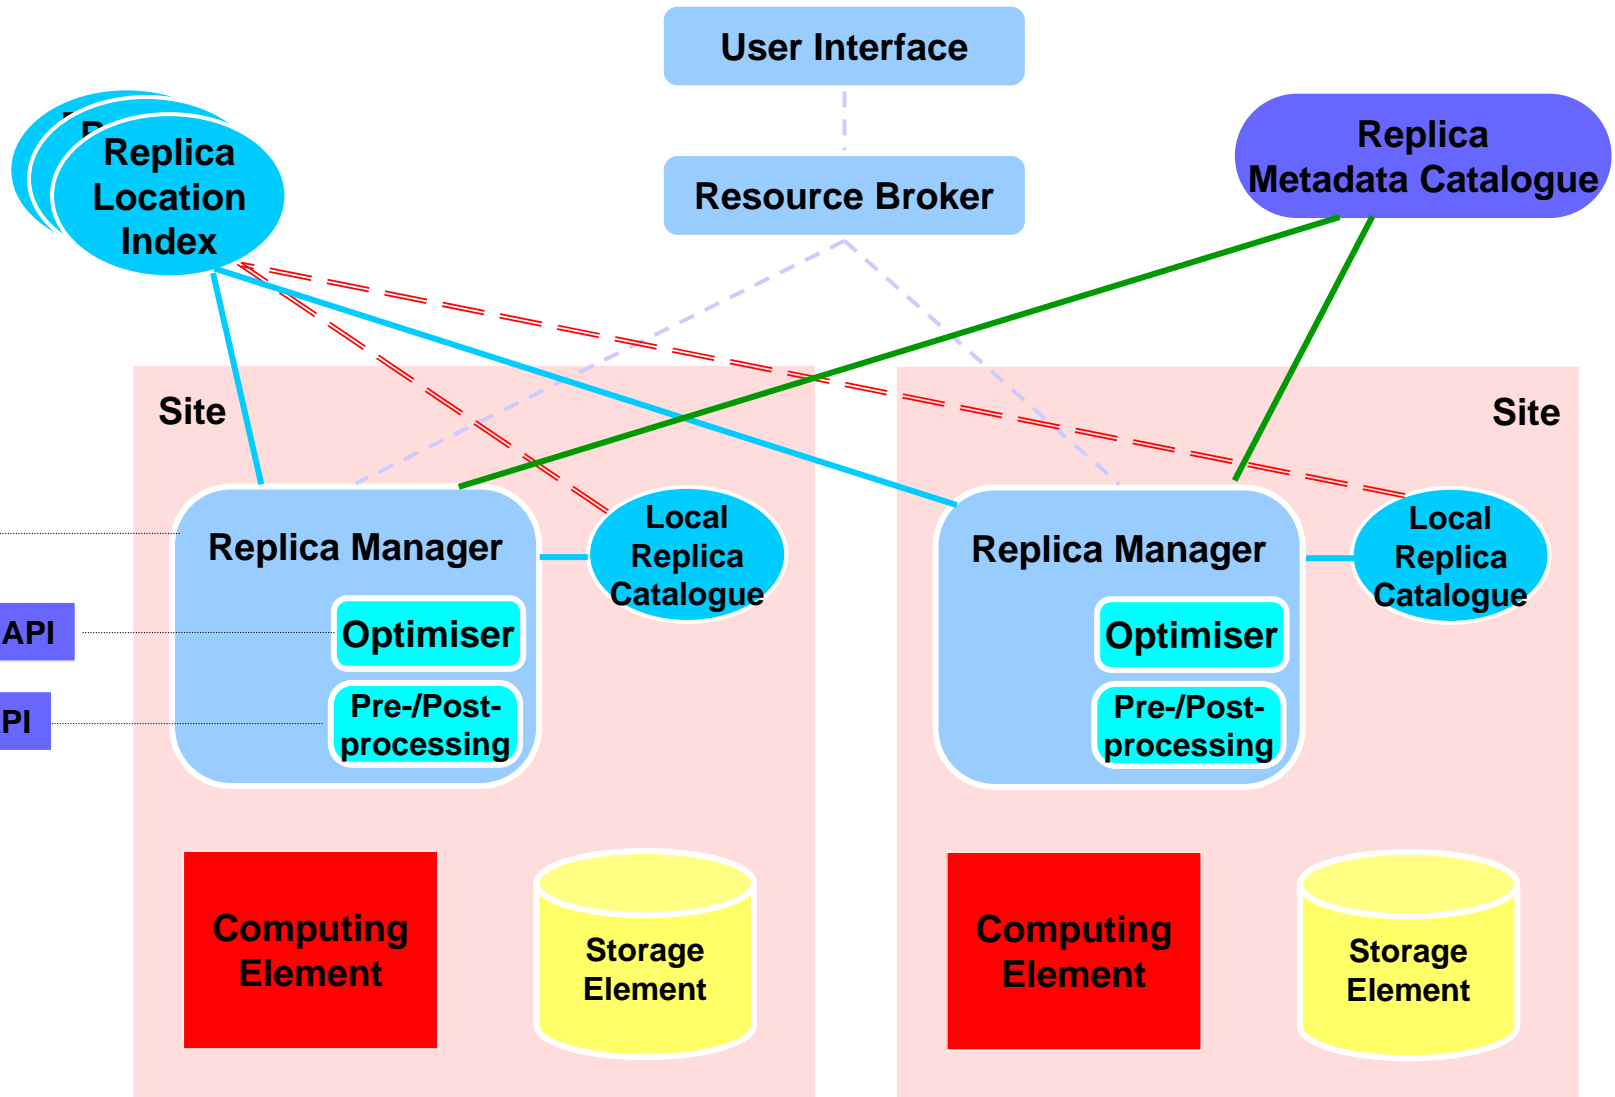 User Interface
Replica
Metadata Catalogue
Replica
Location
Index
Resource Broker
Site
Site
Replica Manager
Local
Replica
Catalogue
Replica Manager
Local
Replica
Catalogue
API
Optimiser
Optimiser
Pre-/Post-
processing
Pre-/Post-
processing
Computing
Element
Storage
Element
Computing
Element
Storage
Element